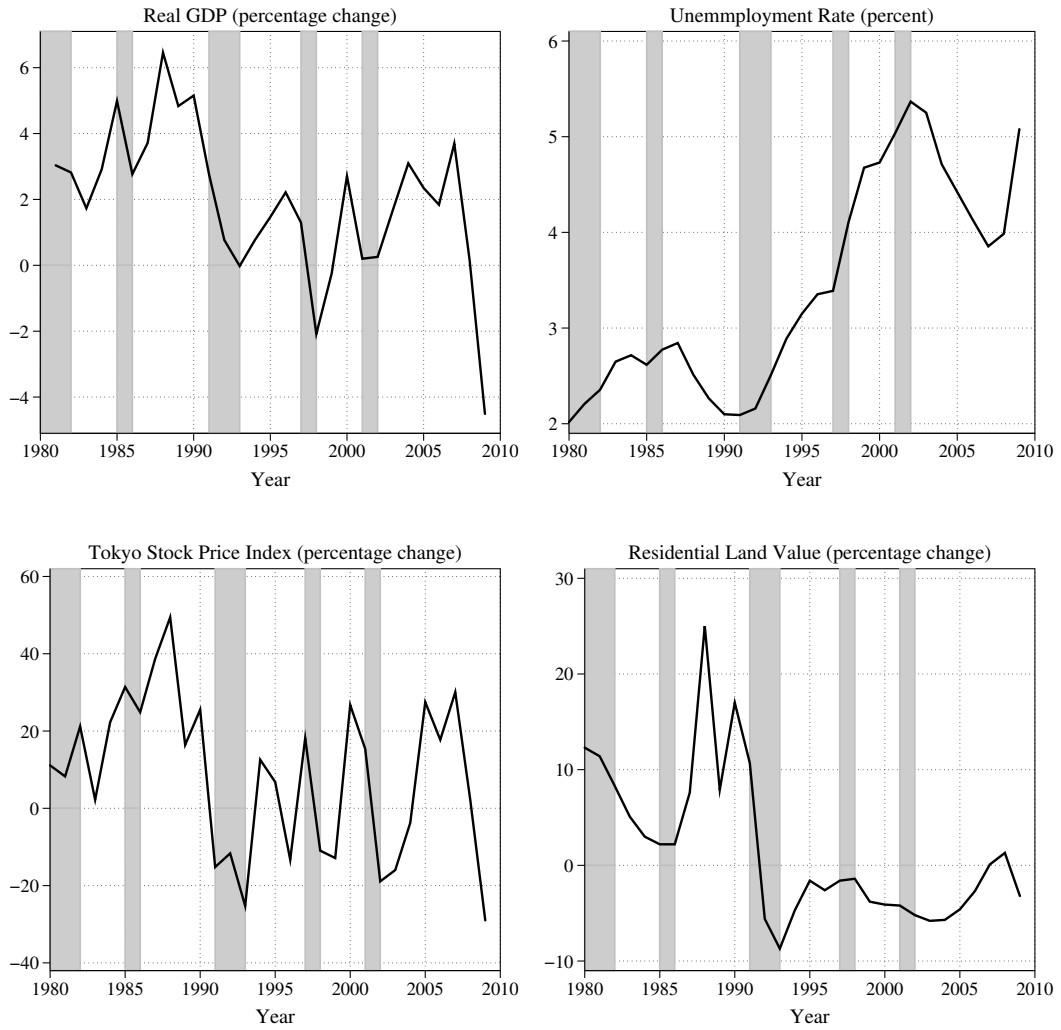 Real GDP (percentage change)
6
4
2
0
−2
−4
1980 1985 1990 1995 2000 2005 2010
Year
Unemmployment Rate (percent)
6
5
4
3
2
1980 1985 1990 1995 2000 2005 2010
Year
Tokyo Stock Price Index (percentage change)
60
40
20
0
−20
−40
1980 1985 1990 1995 2000 2005 2010
Year
Residential Land Value (percentage change)
30
20
10
0
−10
1980 1985 1990 1995 2000 2005 2010
Year